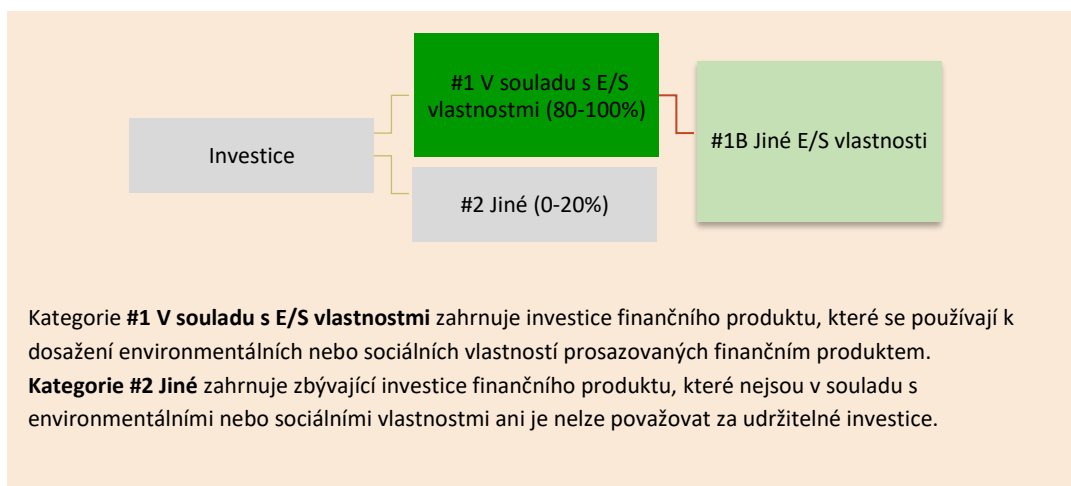 #1 V souladu s E/S
vlastnostmi (80-100%)
#1B Jiné E/S vlastnosti
Investice
#2 Jiné (0-20%)
Kategorie #1 V souladu s E/S vlastnostmi zahrnuje investice finančního produktu, které se používají k
dosažení environmentálních nebo sociálních vlastností prosazovaných finančním produktem.
Kategorie #2 Jiné zahrnuje zbývající investice finančního produktu, které nejsou v souladu s
environmentálními nebo sociálními vlastnostmi ani je nelze považovat za udržitelné investice.